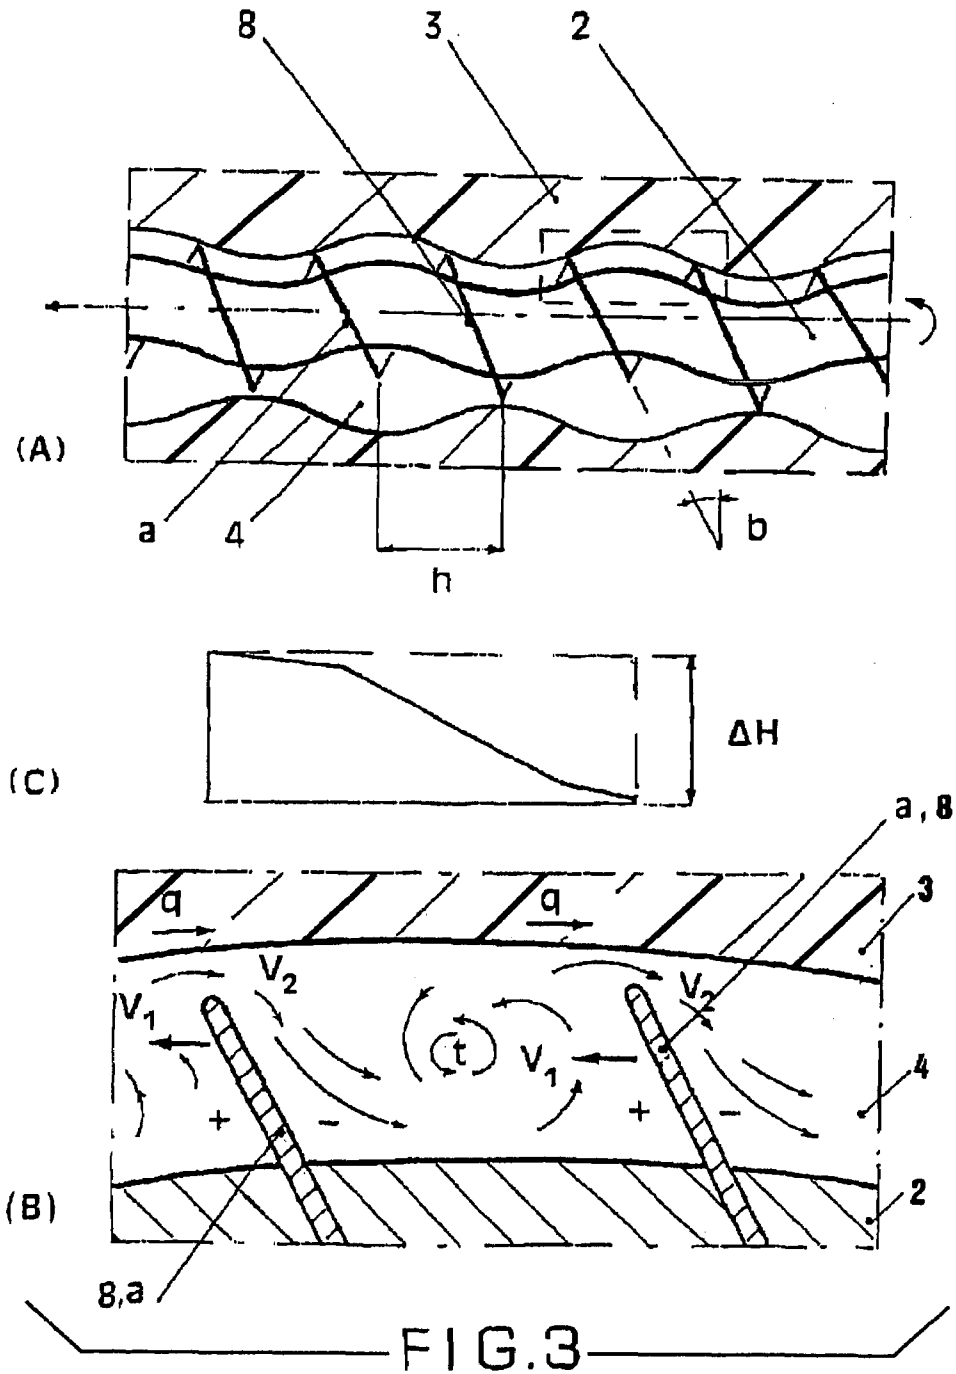 8 3 2
(A)
a 4 h b
(C) ΔH
a, 8
3
q q
V2 V2
V1 t V1
4
+ - + -
(B) 2
8,a
FIG.3